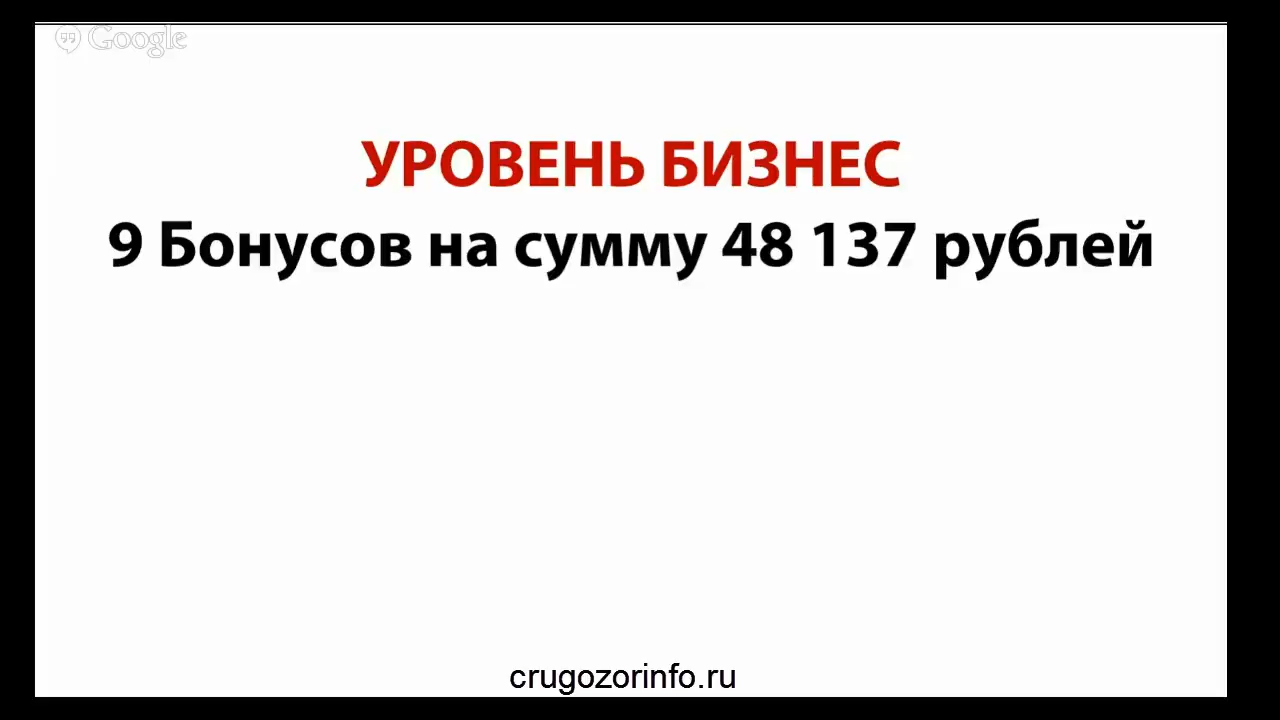 Google
УРОВЕНЬ БИЗНЕС
9 Бонусов на сумму 48 137 рублей
crugozorinfo.ru